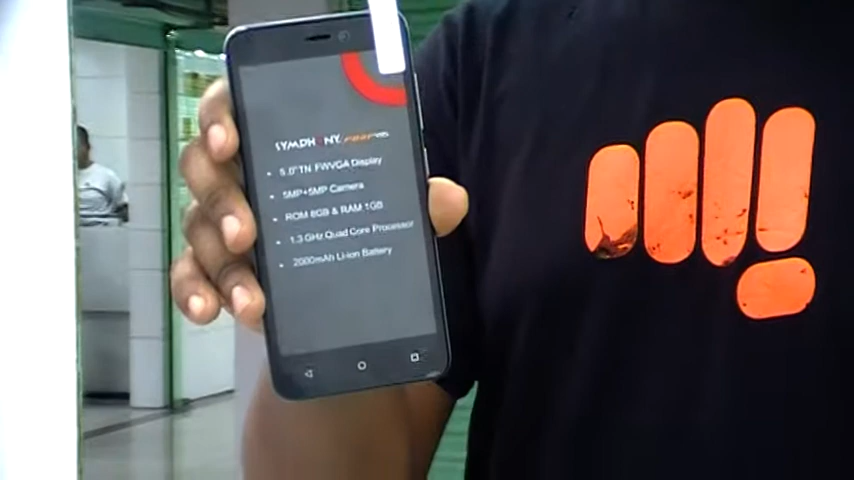 SYMPHONY
• 5.0" TN FWVGA Display
• 5MP+5MP Camera
• ROM 8GB & RAM 1GB
• 1.3 GHz Quad Core Processor
• 2000mAh Li-ion Battery